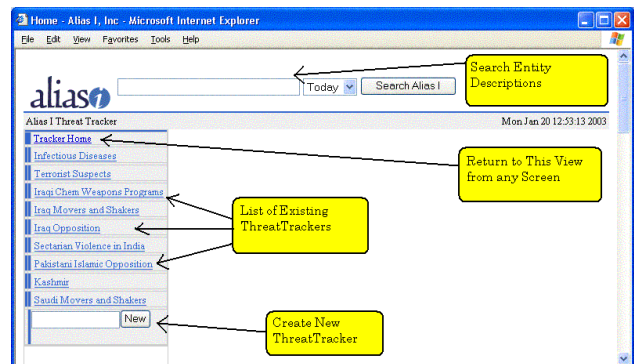 Home - Alias I, Inc - Microsoft Internet Explorer
File Edit View Favorites Tools Help
alias i
Today
Search Alias I
Search Entity
Descriptions
Alias I Threat Tracker
Mon Jan 20 12:53:13 2003
Tracker Home
Infectious Diseases
Terrorist Suspects
Iraqi Chem Weapons Programs
Iraq Movers and Shakers
Iraq Opposition
Sectarian Violence in India
Pakistani Islamic Opposition
Kashmir
Saudi Movers and Shakers
New
Return to This View
from any Screen
List of Existing
ThreatTrackers
Create New
ThreatTracker